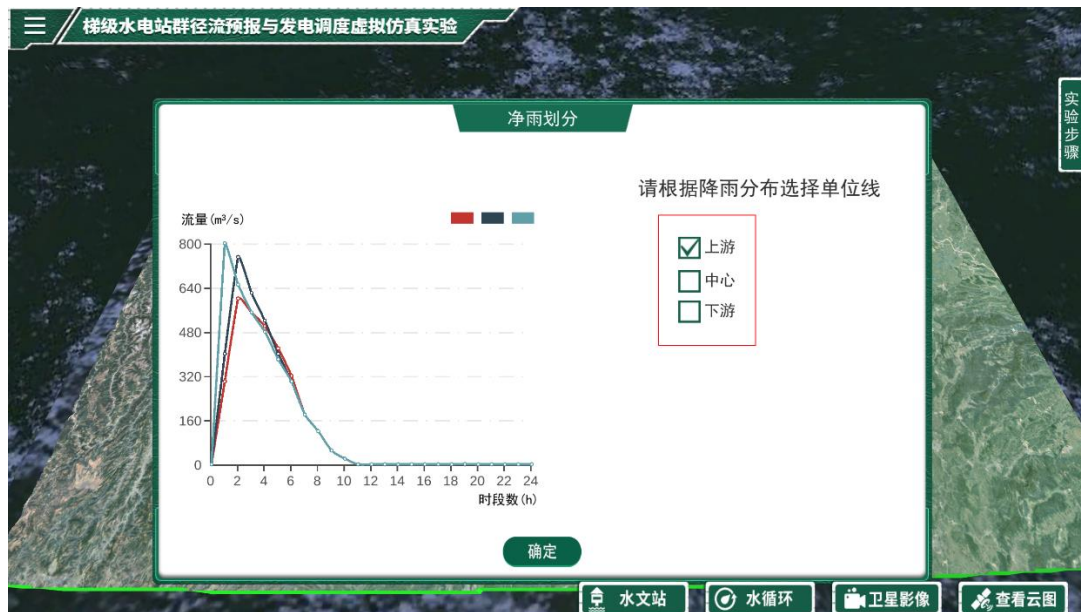 梯级水电站群径流预报与发电调度虚拟仿真实验
实验步骤
净雨划分
请根据降雨分布选择单位线
流量(m³/s)
800
640
480
320
160
0
0 2 4 6 8 10 12 14 16 18 20 22 24
时段数(h)
上游
中心
下游
确定
水文站 水循环 卫星影像 查看云图